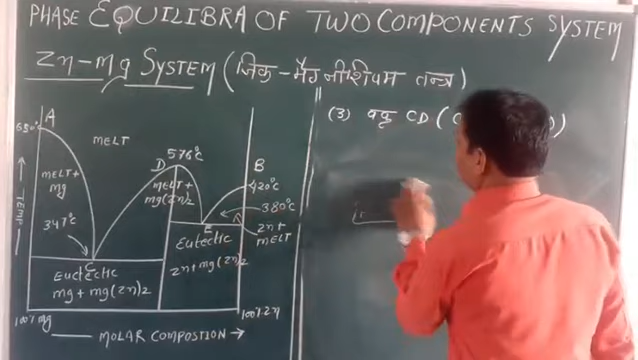 PHASE EQUILIBRA OF TWO COMPONENTS SYSTEM
Zn-Mg SYSTEM (जिंक-मैग्नीशियम तन्त्र)
A
650°C
MELT
D 576°C
B
420°C
MELT+
mg
MELT+
mg(zn)2
347°C
380°C
E
zn+
MELT
TEMP
C
Eutectic
Zn+mg(zn)2
Euctectic
mg+mg(zn)2
100% mg
MOLAR COMPOSTION
100% Zn
(3) वक्र CD (